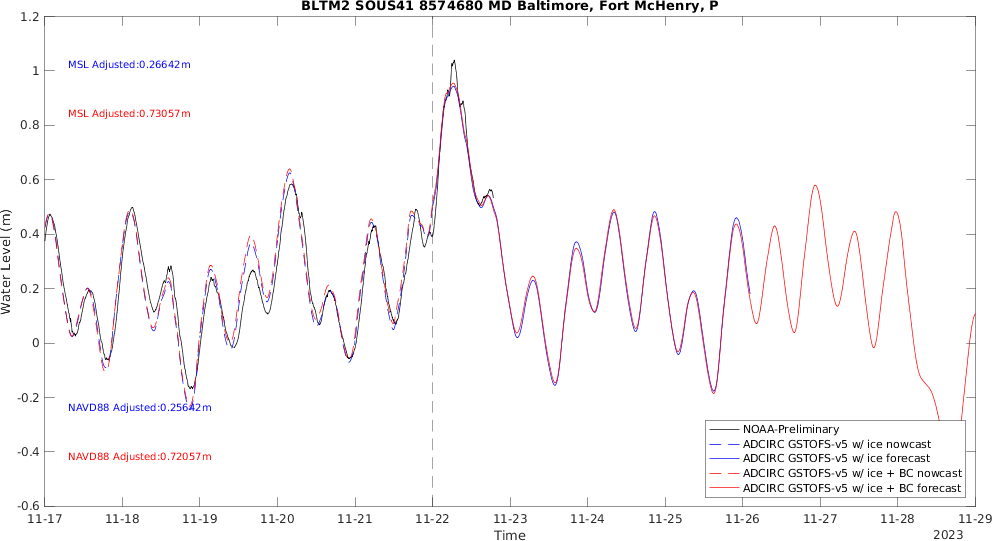 BLTM2 SOUS41 8574680 MD Baltimore, Fort McHenry, P
Water Level (m)
1.2
1
0.8
0.6
0.4
0.2
0
-0.2
-0.4
-0.6
MSL Adjusted:0.26642m
MSL Adjusted:0.73057m
NAVD88 Adjusted:0.25642m
NAVD88 Adjusted:0.72057m
NOAA-Preliminary
ADCIRC GSTOFS-v5 w/ ice nowcast
ADCIRC GSTOFS-v5 w/ ice forecast
ADCIRC GSTOFS-v5 w/ ice + BC nowcast
ADCIRC GSTOFS-v5 w/ ice + BC forecast
11-17 11-18 11-19 11-20 11-21 11-22 11-23 11-24 11-25 11-26 11-27 11-28 11-29
Time
2023